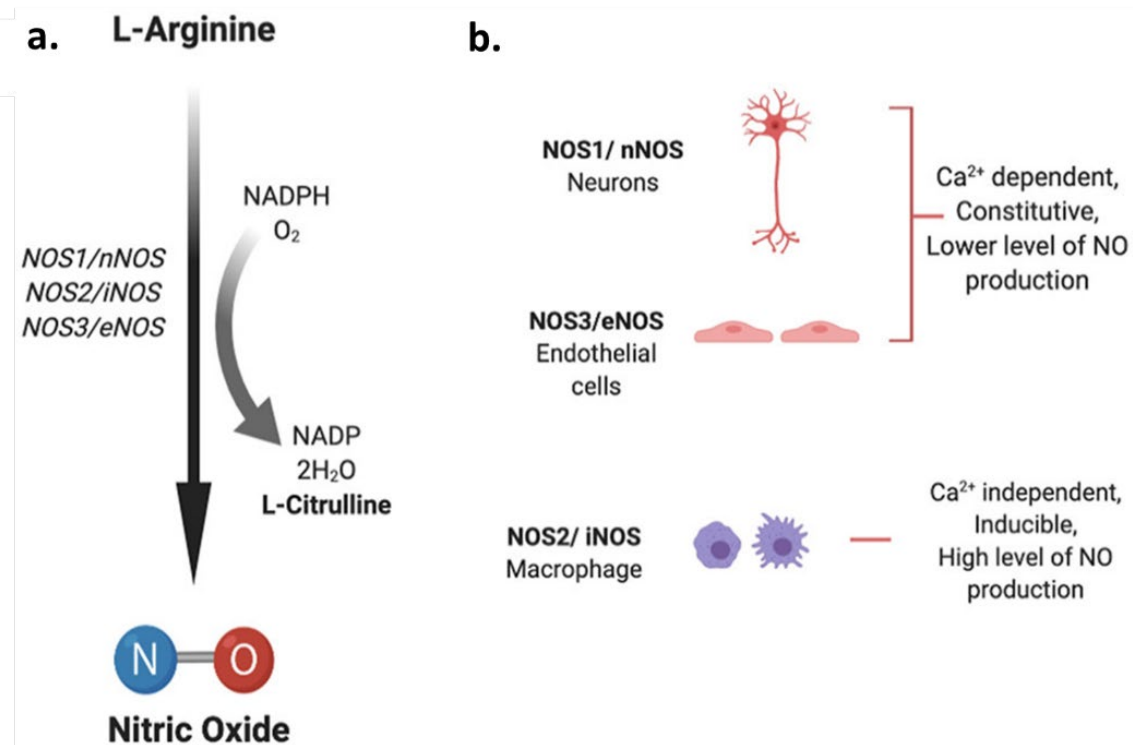 a.
L-Arginine
NADPH
O₂
NOS1/nNOS
NOS2/iNOS
NOS3/eNOS
NADP
2H₂O
L-Citrulline
N
O
Nitric Oxide
b.
NOS1/ nNOS
Neurons
NOS3/eNOS
Endothelial
cells
Ca²⁺ dependent,
Constitutive,
Lower level of NO
production
NOS2/ iNOS
Macrophage
Ca²⁺ independent,
Inducible,
High level of NO
production